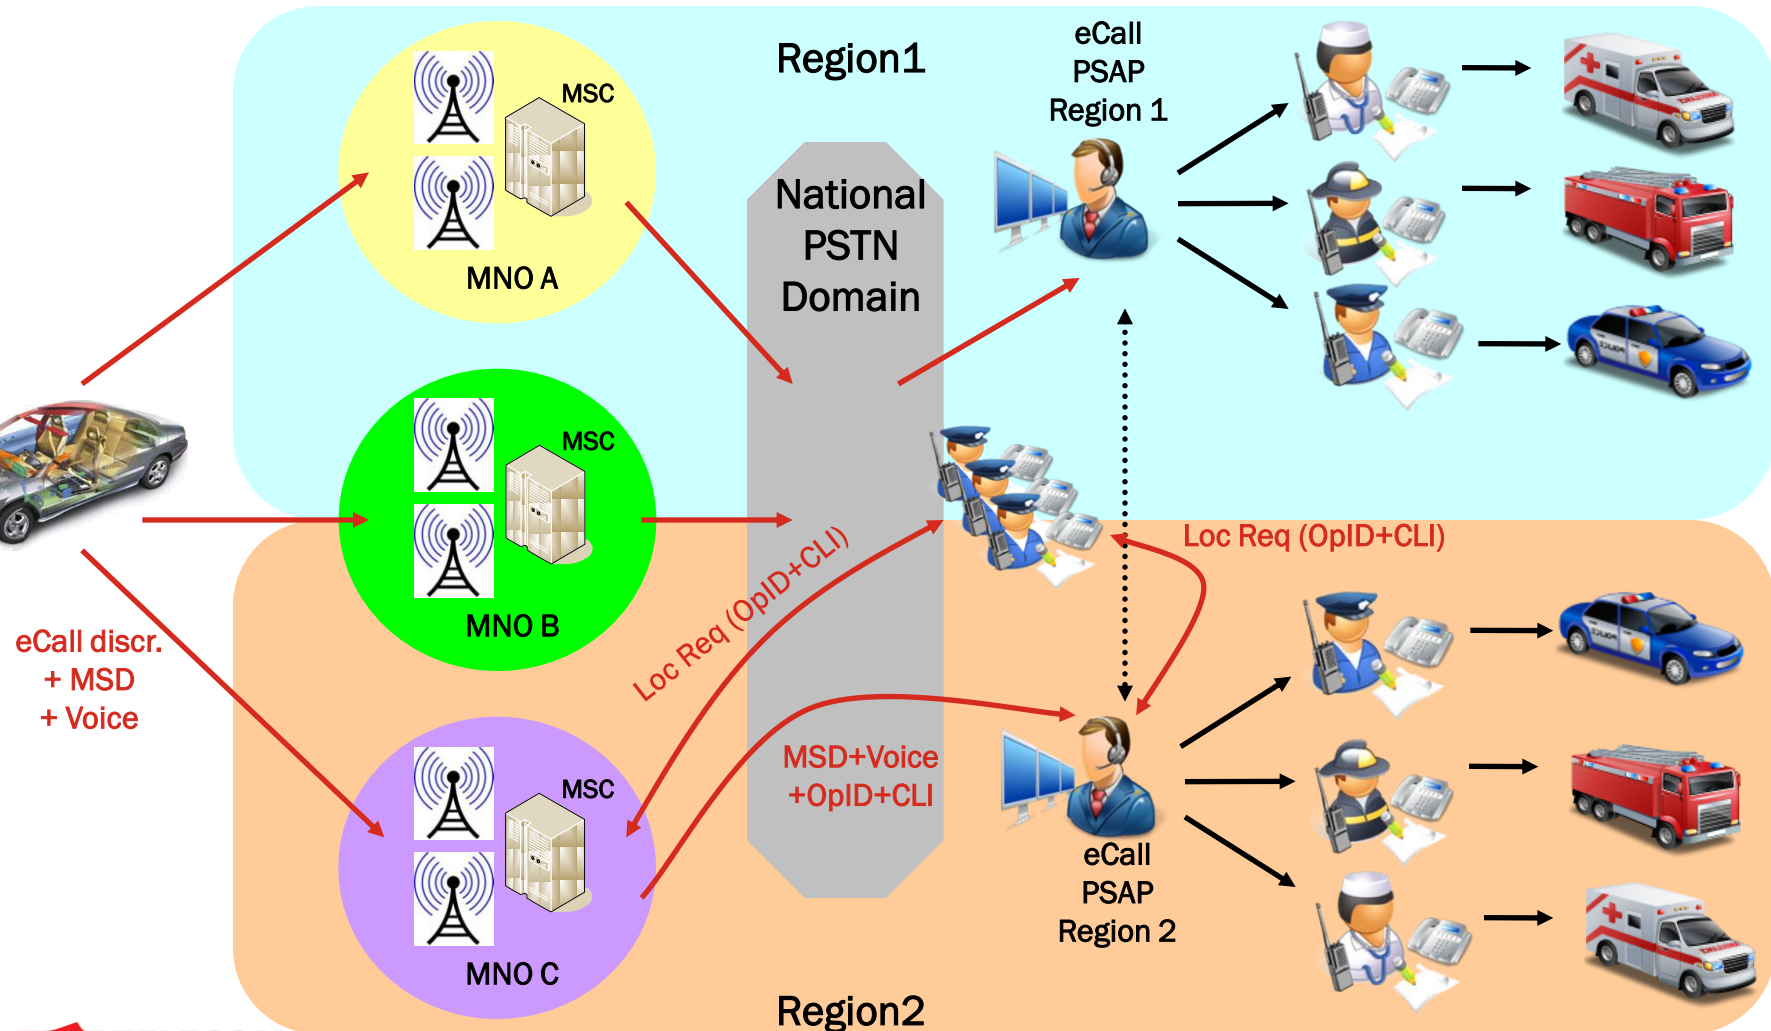 Region1
eCall
PSAP
Region 1
MSC
MNO A
National
PSTN
Domain
MSC
MNO B
Loc Req (OpID+CLI)
Loc Req (OpID+CLI)
eCall discr.
+ MSD
+ Voice
MSC
MNO C
MSD+Voice
+OpID+CLI
eCall
PSAP
Region 2
Region2